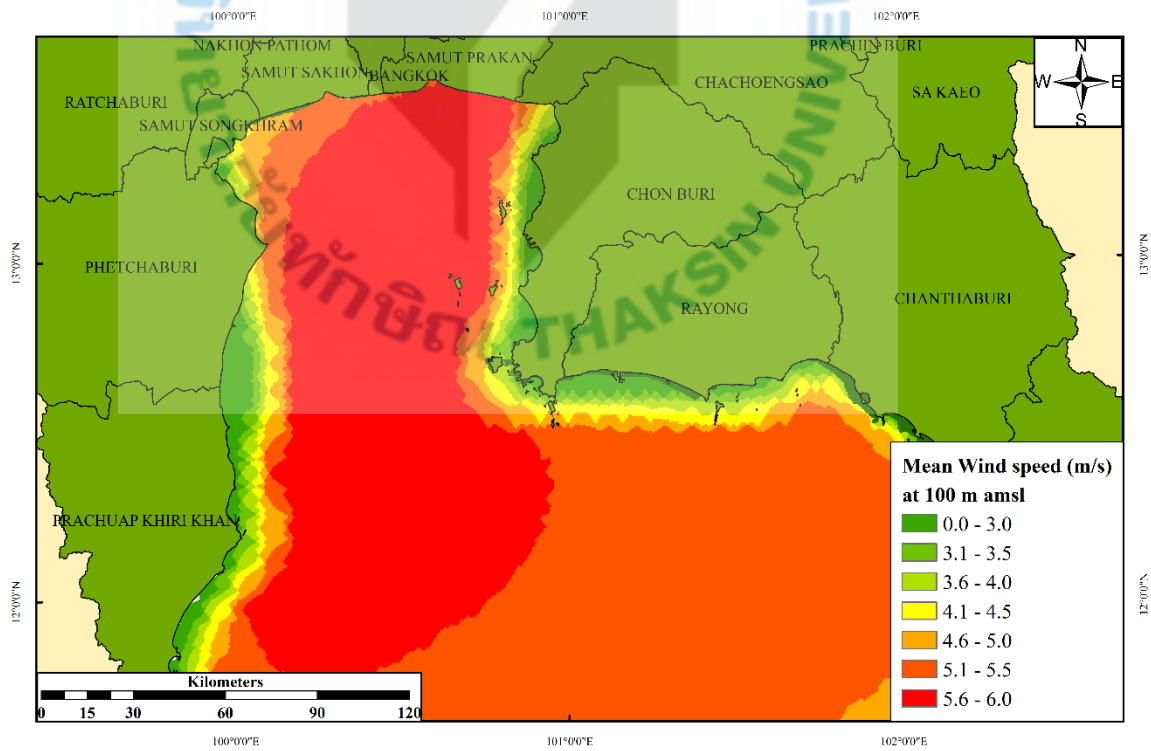 100°0'0"E 101°0'0"E 102°0'0"E
NAKHON PATHOM
SAMUT PRAKAN
PRACHIN BURI
SAMUT SAKHON
BANGKOK
CHACHOENGSAO
SA KAEO
RATCHABURI
SAMUT SONGKHRAM
N
W E
S
CHON BURI
13°0'0"N 13°0'0"N
PHETCHABURI
RAYONG
CHANTHABURI
ทักษิณ THAKSIN UNIVE
PRACHUAP KHIRI KHAN
12°0'0"N 12°0'0"N
Mean Wind speed (m/s)
at 100 m amsl
0.0 - 3.0
3.1 - 3.5
3.6 - 4.0
4.1 - 4.5
4.6 - 5.0
5.1 - 5.5
5.6 - 6.0
Kilometers
0 15 30 60 90 120
100°0'0"E 101°0'0"E 102°0'0"E